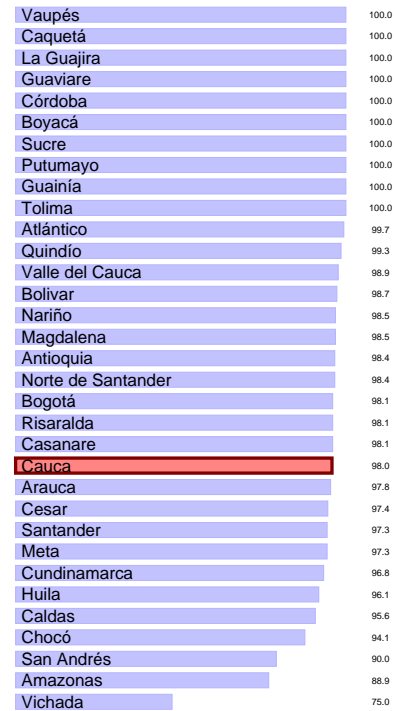 Vaupés 100.0
Caquetá 100.0
La Guajira 100.0
Guaviare 100.0
Córdoba 100.0
Boyacá 100.0
Sucre 100.0
Putumayo 100.0
Guainía 100.0
Tolima 100.0
Atlántico 99.7
Quindío 99.3
Valle del Cauca 98.9
Bolivar 98.7
Nariño 98.5
Magdalena 98.5
Antioquia 98.4
Norte de Santander 98.4
Bogotá 98.1
Risaralda 98.1
Casanare 98.1
Cauca 98.0
Arauca 97.8
Cesar 97.4
Santander 97.3
Meta 97.3
Cundinamarca 96.8
Huila 96.1
Caldas 95.6
Chocó 94.1
San Andrés 90.0
Amazonas 88.9
Vichada 75.0